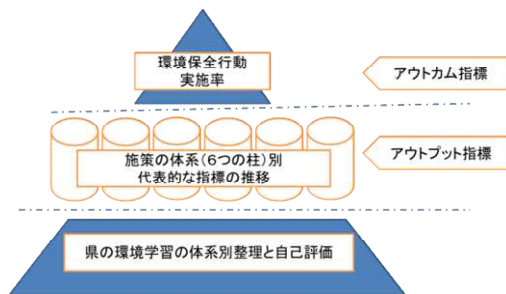 環境保全行動
実施率
アウトカム指標
施策の体系(6つの柱)別
代表的な指標の推移
アウトプット指標
県の環境学習の体系別整理と自己評価